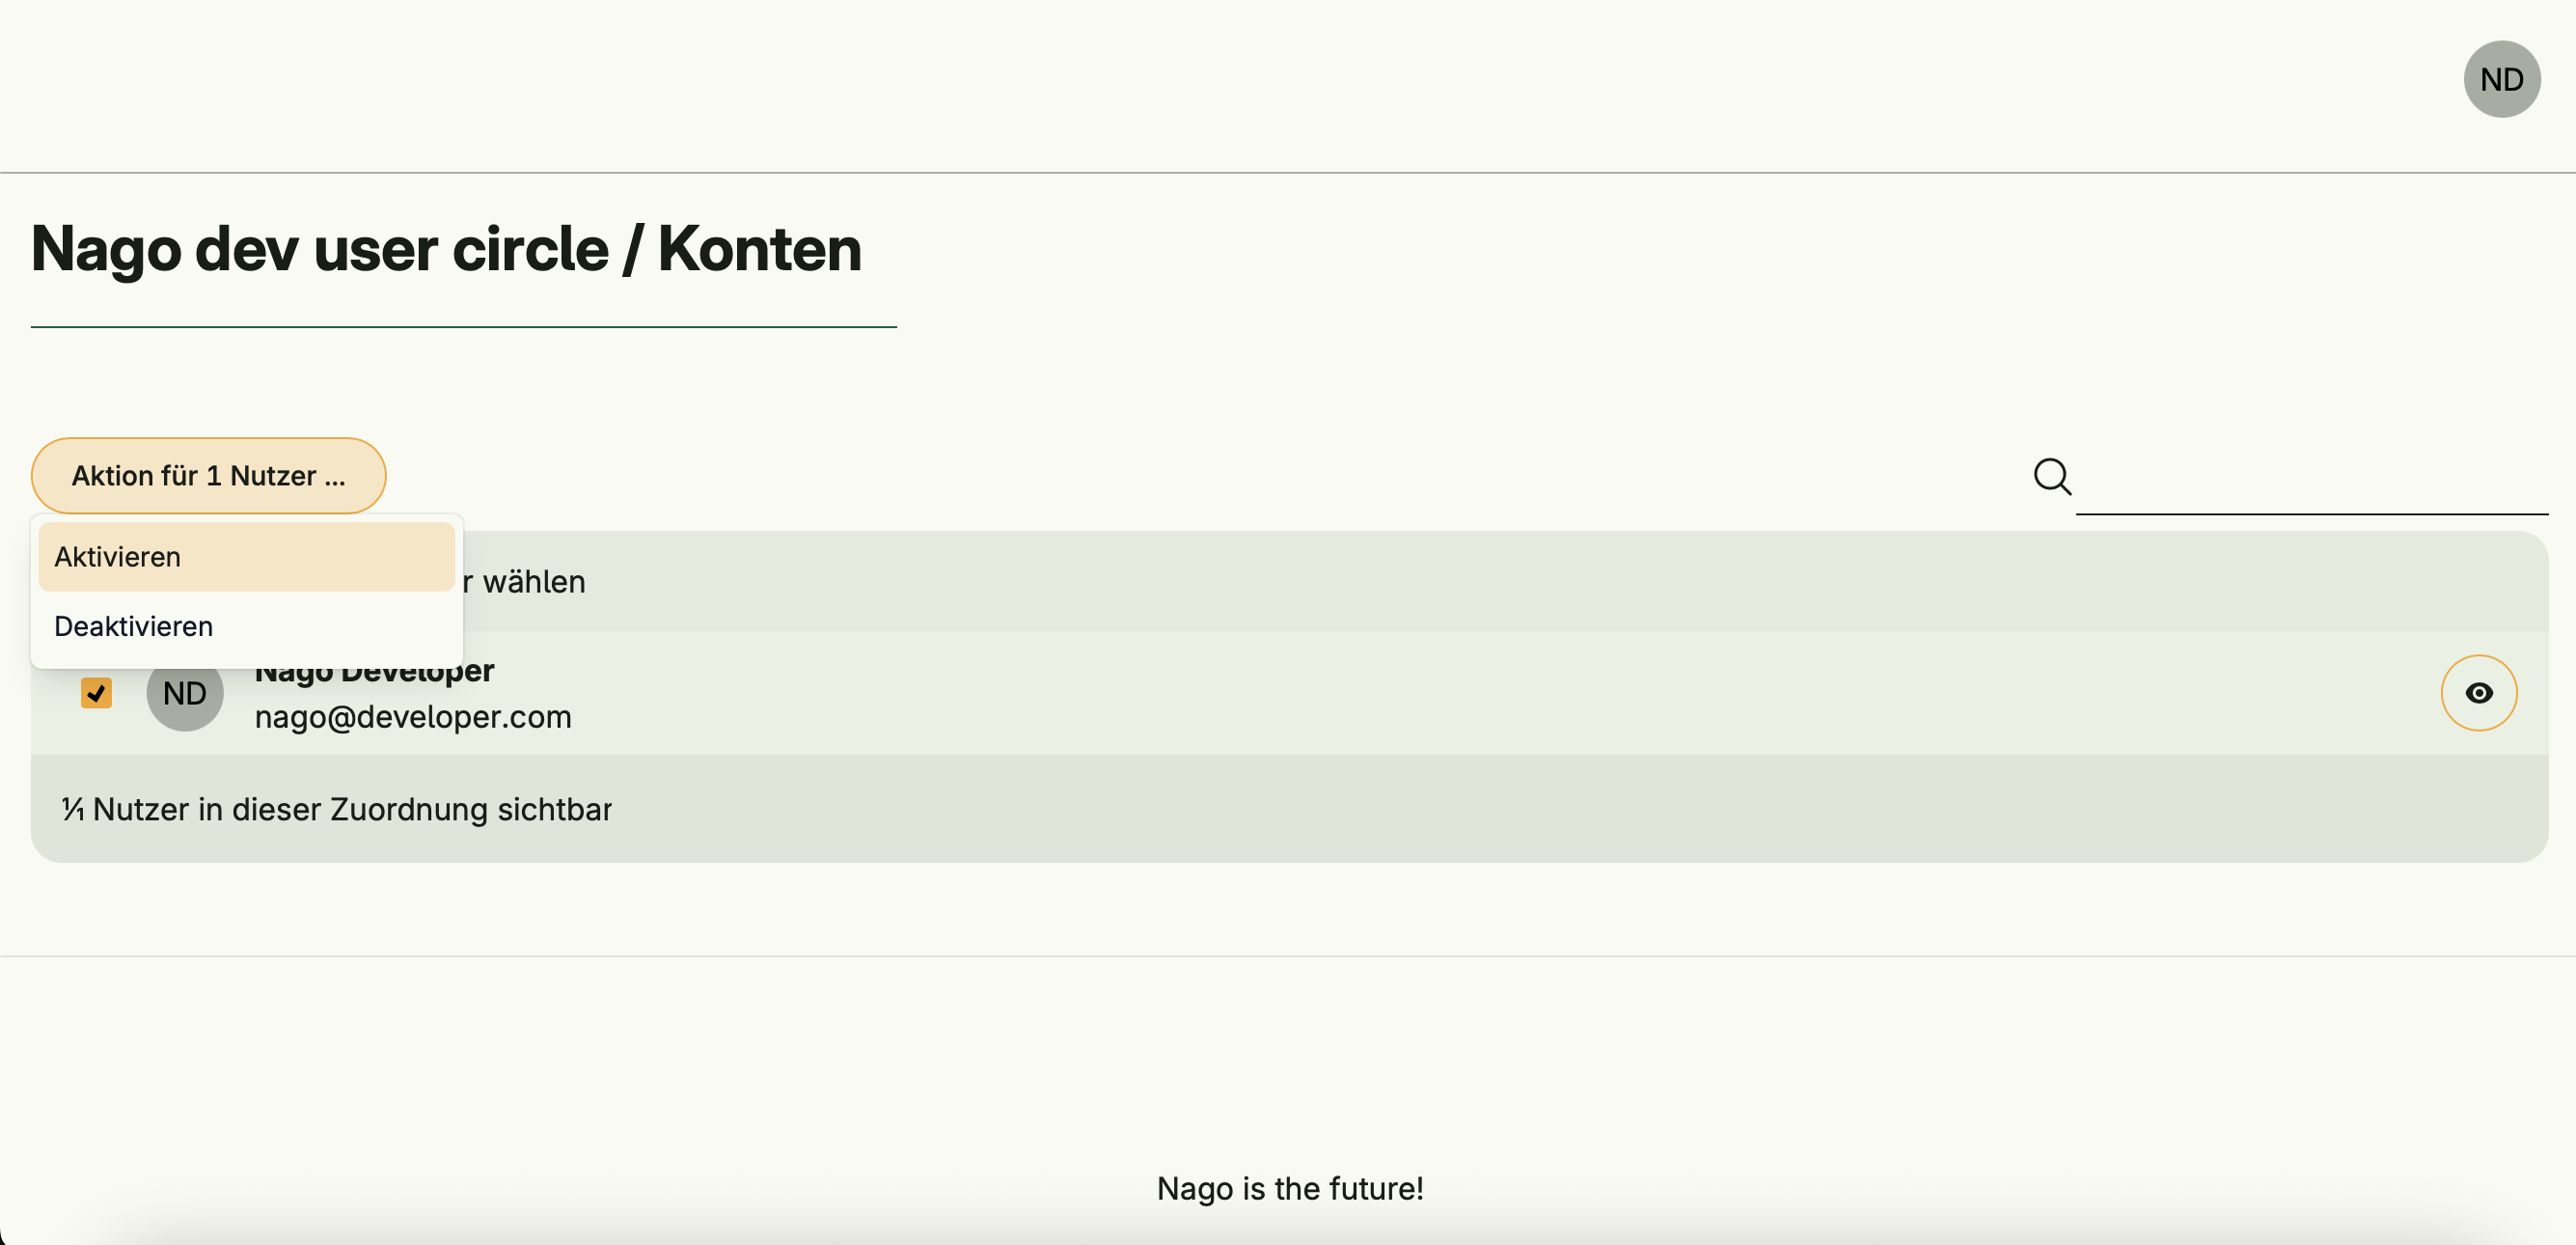 ND
Nago dev user circle / Konten
Aktion für 1 Nutzer ...
Aktivieren
r wählen
Deaktivieren
Nago Developer
ND
nago@developer.com
1/1 Nutzer in dieser Zuordnung sichtbar
Nago is the future!